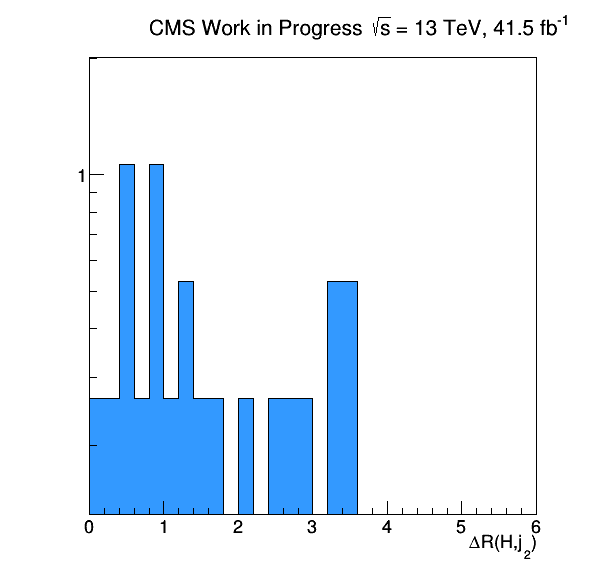 CMS Work in Progress √s = 13 TeV, 41.5 fb⁻¹
1
0 1 2 3 4 5 6
ΔR(H,j₂)